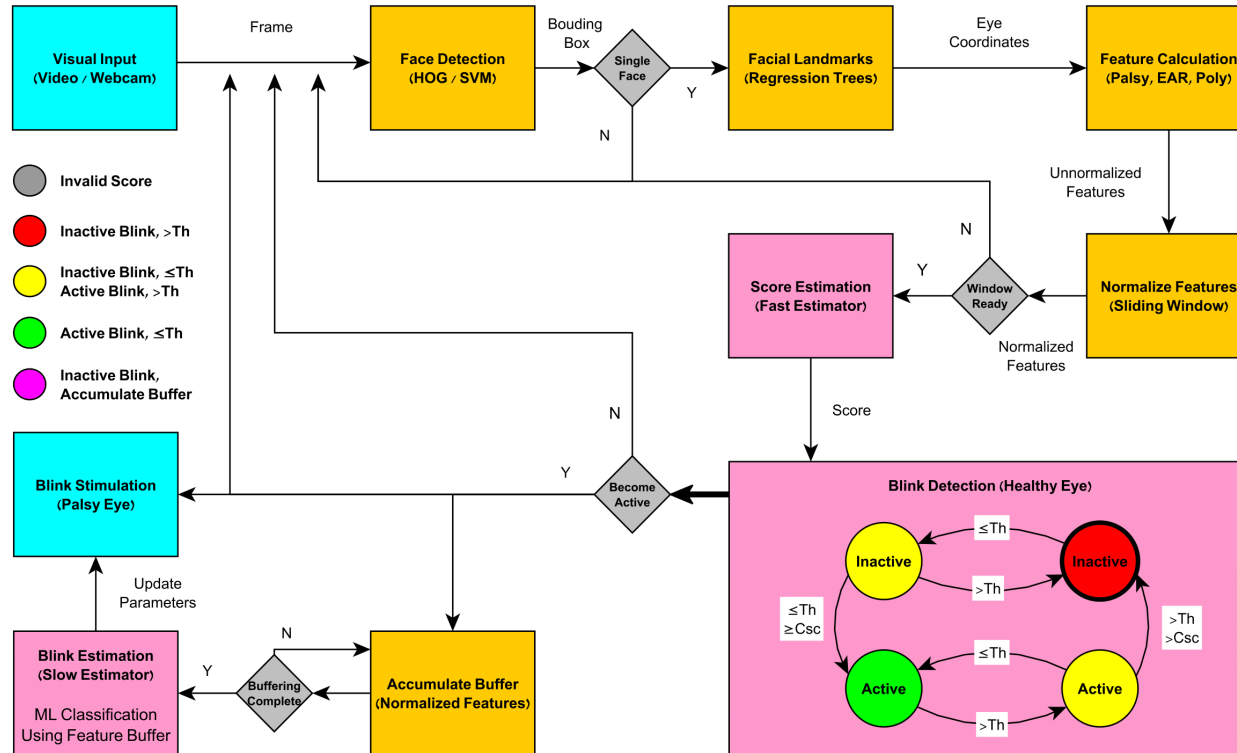 Visual Input
(Video / Webcam)
Frame
Face Detection
(HOG / SVM)
Bouding
Box
Single
Face
Y
N
Facial Landmarks
(Regression Trees)
Eye
Coordinates
Feature Calculation
(Palsy, EAR, Poly)
Unnormalized
Features
Invalid Score
Inactive Blink, >Th
Inactive Blink, ≤Th
Active Blink, >Th
Active Blink, ≤Th
Inactive Blink,
Accumulate Buffer
Normalize Features
(Sliding Window)
Normalized
Features
Window
Ready
N
Y
Score Estimation
(Fast Estimator)
Score
Blink Detection (Healthy Eye)
Inactive
≤Th
>Th
Inactive
≤Th
≥Csc
>Th
>Csc
Active
≤Th
>Th
Active
Become
Active
N
Y
Blink Stimulation
(Palsy Eye)
Update
Parameters
Blink Estimation
(Slow Estimator)
ML Classification
Using Feature Buffer
Y
N
Buffering
Complete
Accumulate Buffer
(Normalized Features)